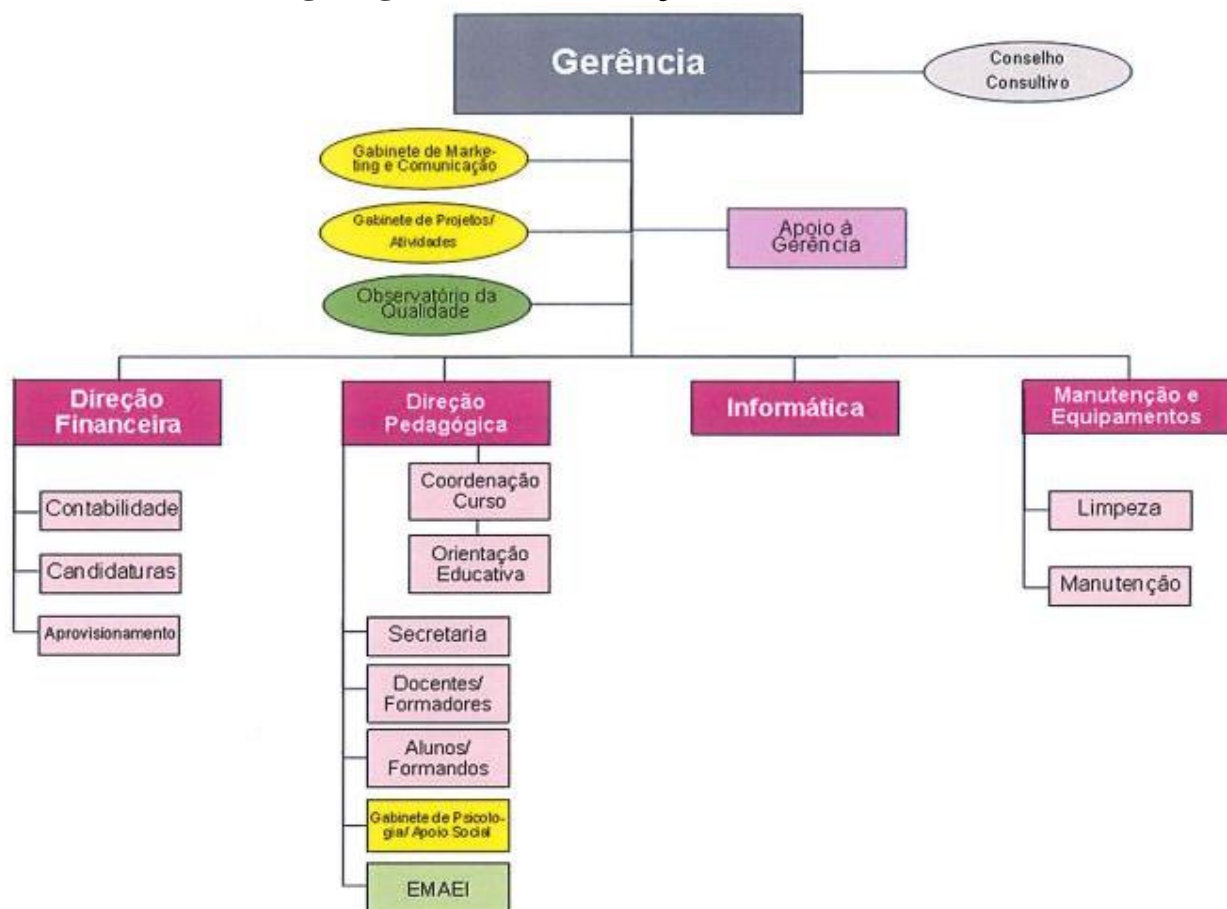 Gerência
Conselho
Consultivo
Gabinete de Marke-
ting e Comunicação
Gabinete de Projetos/
Atividades
Apoio à
Gerência
Observatório da
Qualidade
Direção
Financeira
Direção
Pedagógica
Informática
Manutenção e
Equipamentos
Contabilidade
Candidaturas
Aprovisionamento
Coordenação
Curso
Orientação
Educativa
Secretaria
Docentes/
Formadores
Alunos/
Formandos
Gabinete de Psicolo-
gia/ Apoio Social
EMAEI
Limpeza
Manutenção